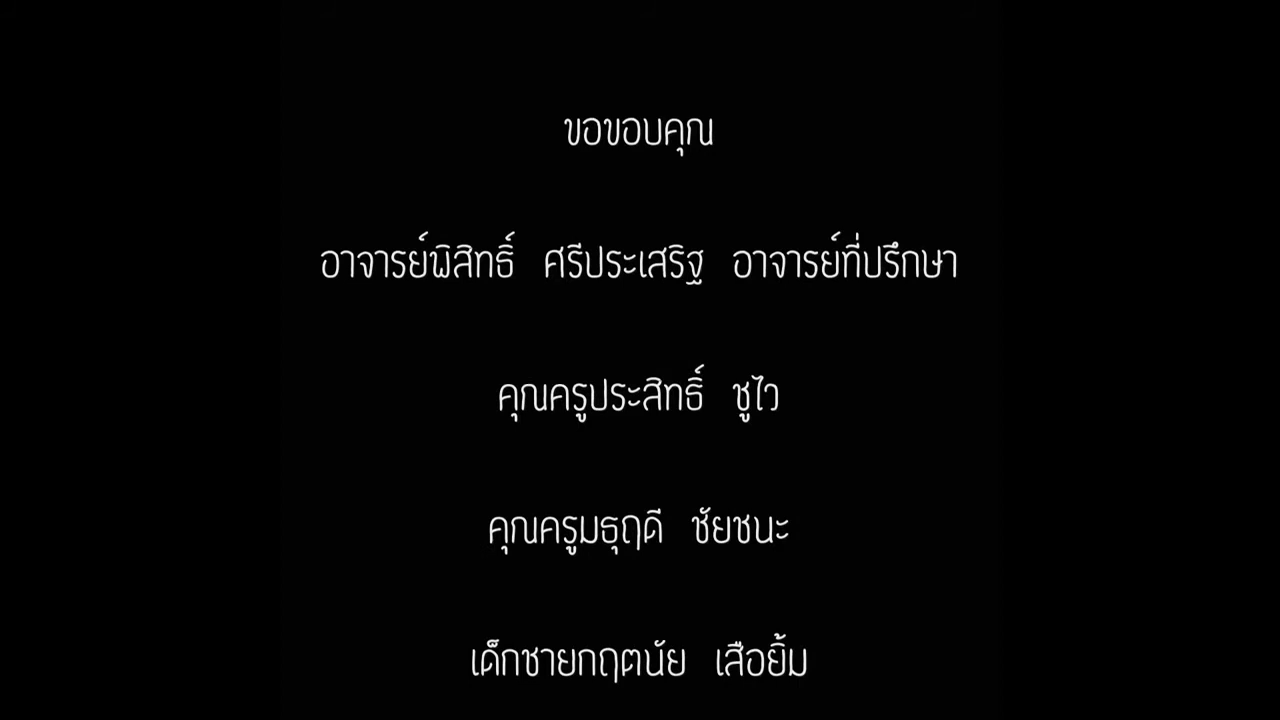 ขอขอบคุณ
อาจารย์พิสิทธิ์ ศรีประเสริฐ อาจารย์ที่ปรึกษา
คุณครูประสิทธิ์ ชูไว
คุณครูมธุฤดี ชัยชนะ
เด็กชายกฤตนัย เสือยิ้ม